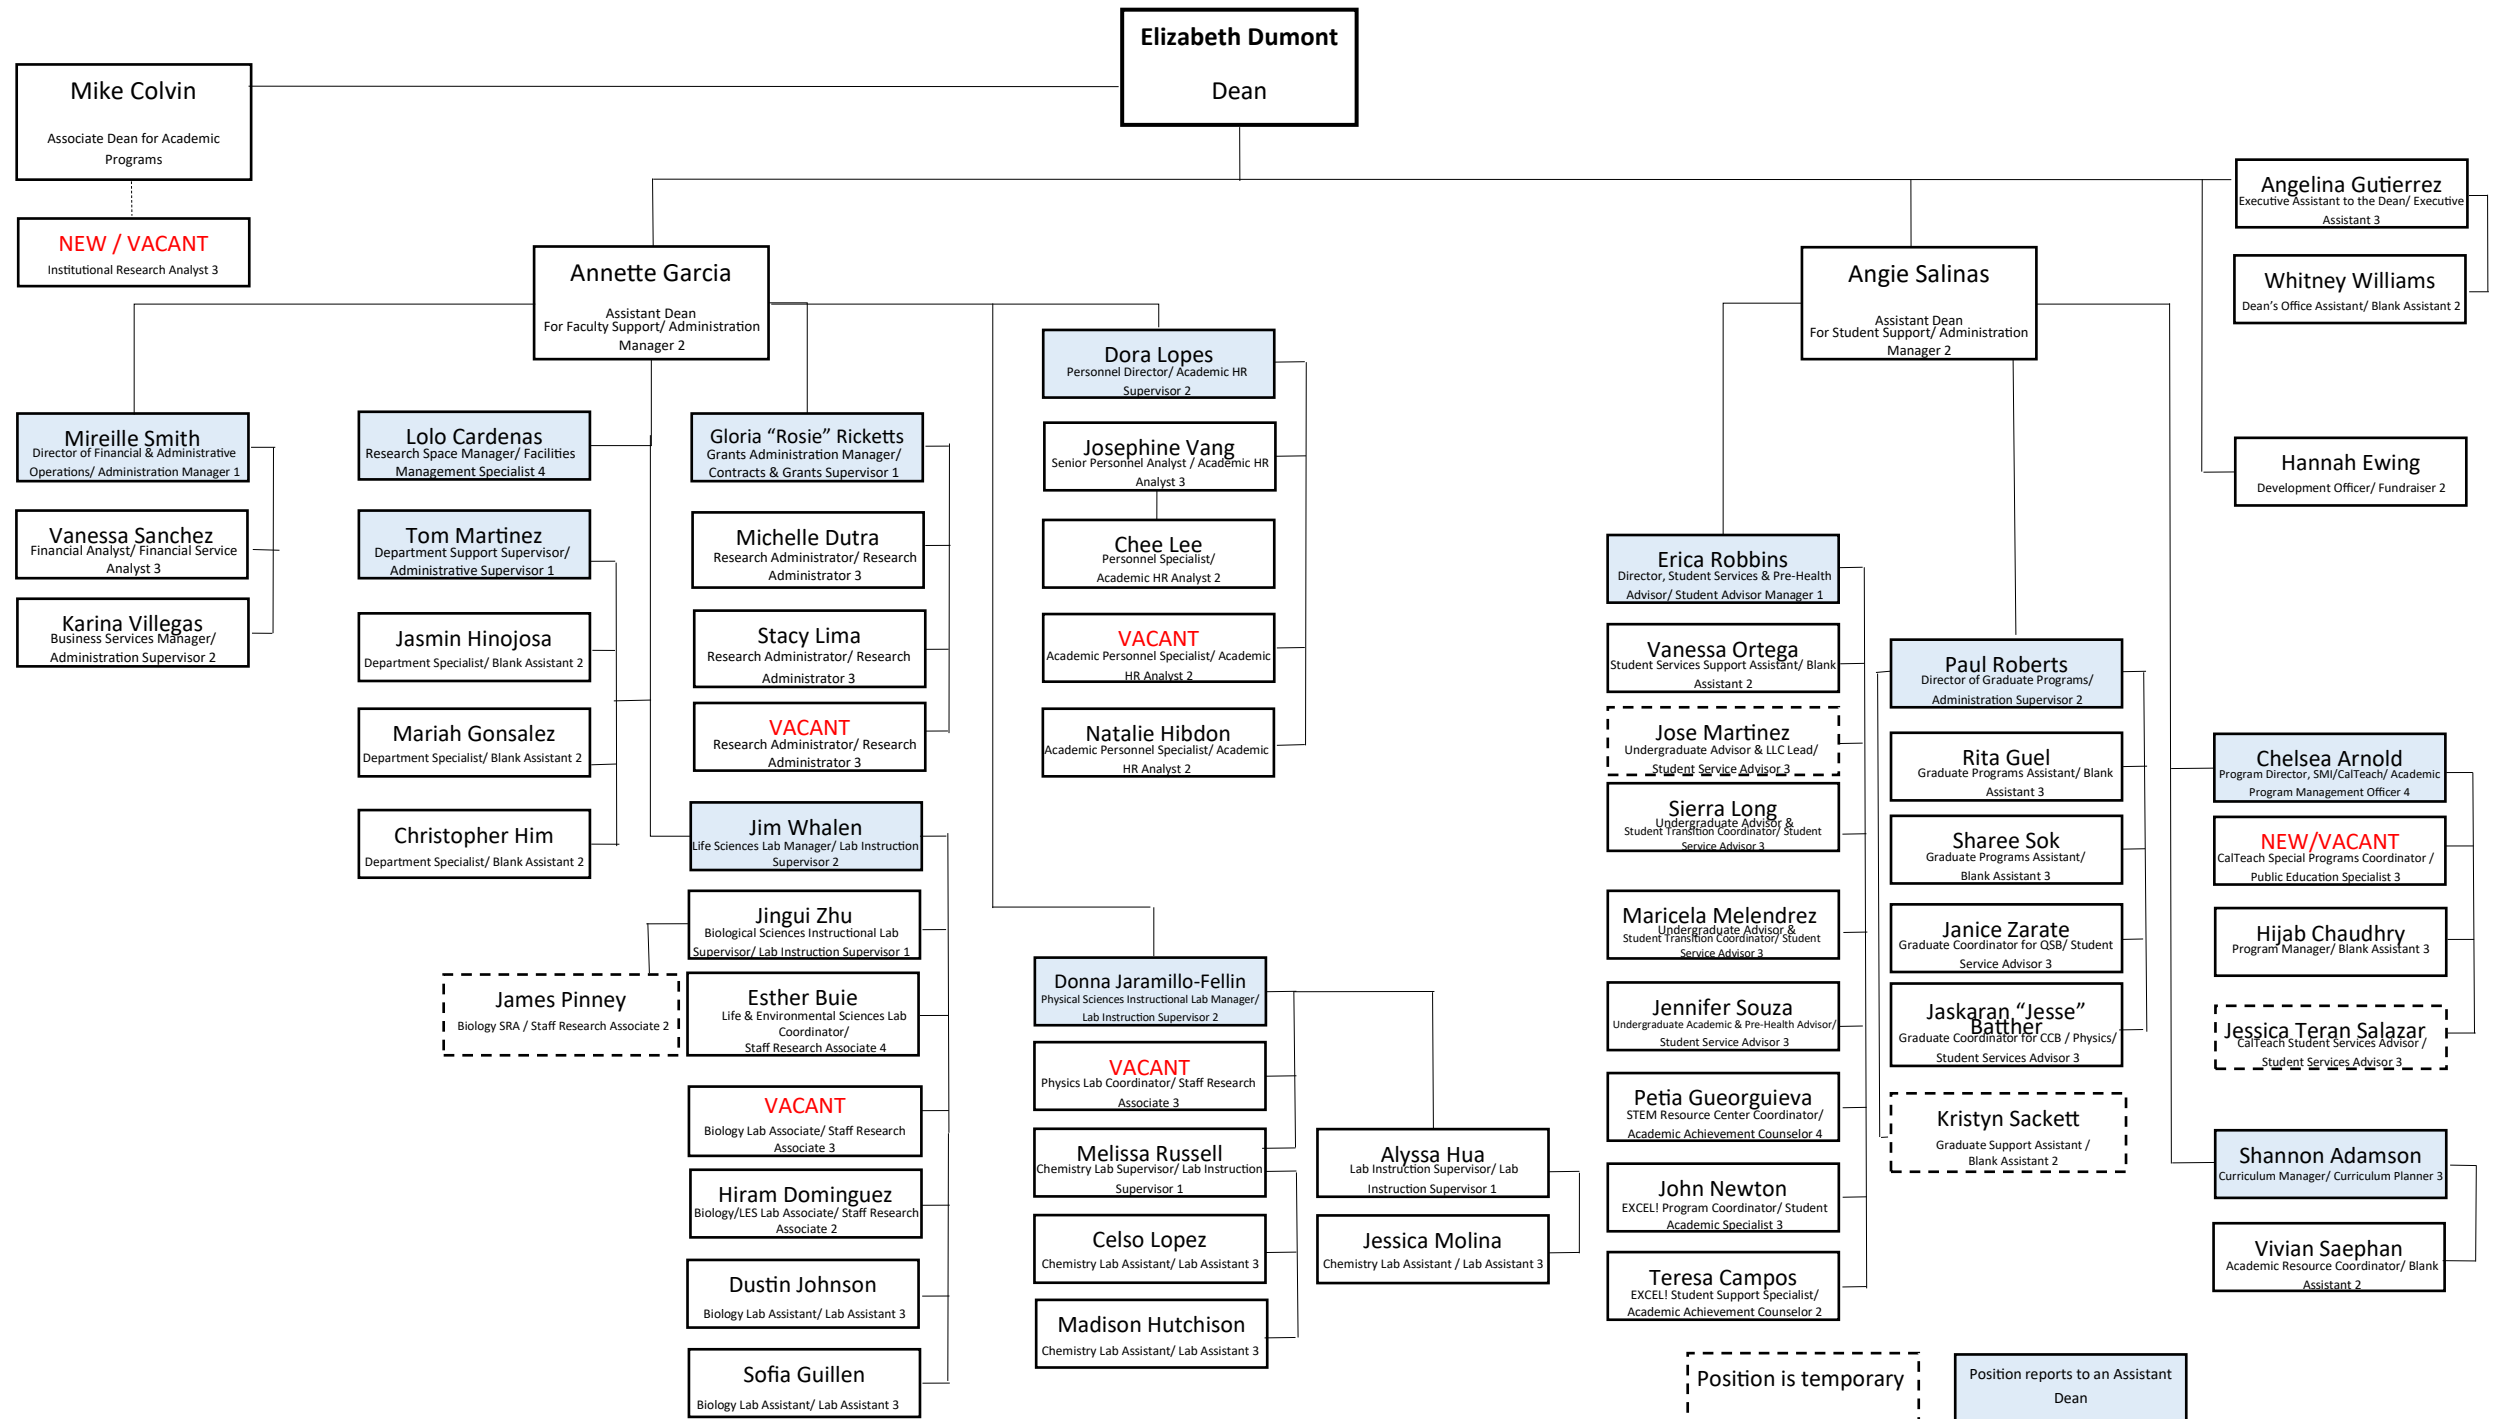 Elizabeth Dumont
Dean
Mike Colvin
Associate Dean for Academic
Programs
NEW / VACANT
Institutional Research Analyst 3
Angelina Gutierrez
Executive Assistant to the Dean/ Executive
Assistant 3
Whitney Williams
Dean's Office Assistant/ Blank Assistant 2
Hannah Ewing
Development Officer/ Fundraiser 2
Annette Garcia
Assistant Dean
For Faculty Support/ Administration
Manager 2
Angie Salinas
Assistant Dean
For Student Support/ Administration
Manager 2
Mireille Smith
Director of Financial & Administrative
Operations/ Administration Manager 1
Vanessa Sanchez
Financial Analyst/ Financial Service
Analyst 3
Karina Villegas
Business Services Manager/
Administration Supervisor 2
Lolo Cardenas
Research Space Manager/ Facilities
Management Specialist 4
Tom Martinez
Department Support Supervisor/
Administrative Supervisor 1
Jasmin Hinojosa
Department Specialist/ Blank Assistant 2
Mariah Gonsalez
Department Specialist/ Blank Assistant 2
Christopher Him
Department Specialist/ Blank Assistant 2
Gloria “Rosie” Ricketts
Grants Administration Manager/
Contracts & Grants Supervisor 1
Michelle Dutra
Research Administrator/ Research
Administrator 3
Stacy Lima
Research Administrator/ Research
Administrator 3
VACANT
Research Administrator/ Research
Administrator 3
Jim Whalen
Life Sciences Lab Manager/ Lab Instruction
Supervisor 2
Jingui Zhu
Biological Sciences Instructional Lab
Supervisor/ Lab Instruction Supervisor 1
James Pinney
Biology SRA / Staff Research Associate 2
Esther Buie
Life & Environmental Sciences Lab
Coordinator/
Staff Research Associate 4
VACANT
Biology Lab Associate/ Staff Research
Associate 3
Hiram Dominguez
Biology/LES Lab Associate/ Staff Research
Associate 2
Dustin Johnson
Biology Lab Assistant/ Lab Assistant 3
Sofia Guillen
Biology Lab Assistant/ Lab Assistant 3
Dora Lopes
Personnel Director/ Academic HR
Supervisor 2
Josephine Vang
Senior Personnel Analyst / Academic HR
Analyst 3
Chee Lee
Personnel Specialist/
Academic HR Analyst 2
VACANT
Academic Personnel Specialist/ Academic
HR Analyst 2
Natalie Hibdon
Academic Personnel Specialist/ Academic
HR Analyst 2
Donna Jaramillo-Fellin
Physical Sciences Instructional Lab Manager/
Lab Instruction Supervisor 2
VACANT
Physics Lab Coordinator/ Staff Research
Associate 3
Melissa Russell
Chemistry Lab Supervisor/ Lab Instruction
Supervisor 1
Celso Lopez
Chemistry Lab Assistant/ Lab Assistant 3
Madison Hutchison
Chemistry Lab Assistant/ Lab Assistant 3
Alyssa Hua
Lab Instruction Supervisor/ Lab
Instruction Supervisor 1
Jessica Molina
Chemistry Lab Assistant / Lab Assistant 3
Erica Robbins
Director, Student Services & Pre-Health
Advisor/ Student Advisor Manager 1
Vanessa Ortega
Student Services Support Assistant/ Blank
Assistant 2
Jose Martinez
Undergraduate Advisor & LLC Lead/
Student Service Advisor 3
Sierra Long
Undergraduate Advisor &
Student Transition Coordinator/ Student
Service Advisor 3
Maricela Melendrez
Undergraduate Advisor &
Student Transition Coordinator/ Student
Service Advisor 3
Jennifer Souza
Undergraduate Academic & Pre-Health Advisor/
Student Service Advisor 3
Petia Gueorguieva
STEM Resource Center Coordinator/
Academic Achievement Counselor 4
John Newton
EXCEL! Program Coordinator/ Student
Academic Specialist 3
Teresa Campos
EXCEL! Student Support Specialist/
Academic Achievement Counselor 2
Paul Roberts
Director of Graduate Programs/
Administration Supervisor 2
Rita Guel
Graduate Programs Assistant/ Blank
Assistant 3
Sharee Sok
Graduate Programs Assistant/
Blank Assistant 3
Janice Zarate
Graduate Coordinator for QSB/ Student
Service Advisor 3
Jaskaran “Jesse”
Batther
Graduate Coordinator for CCB / Physics/
Student Services Advisor 3
Kristyn Sackett
Graduate Support Assistant /
Blank Assistant 2
Chelsea Arnold
Program Director, SMI/CalTeach/ Academic
Program Management Officer 4
NEW/VACANT
CalTeach Special Programs Coordinator /
Public Education Specialist 3
Hijab Chaudhry
Program Manager/ Blank Assistant 3
Jessica Teran Salazar
CalTeach Student Services Advisor /
Student Services Advisor 3
Shannon Adamson
Curriculum Manager/ Curriculum Planner 3
Vivian Saephan
Academic Resource Coordinator/ Blank
Assistant 2
Position is temporary
Position reports to an Assistant
Dean